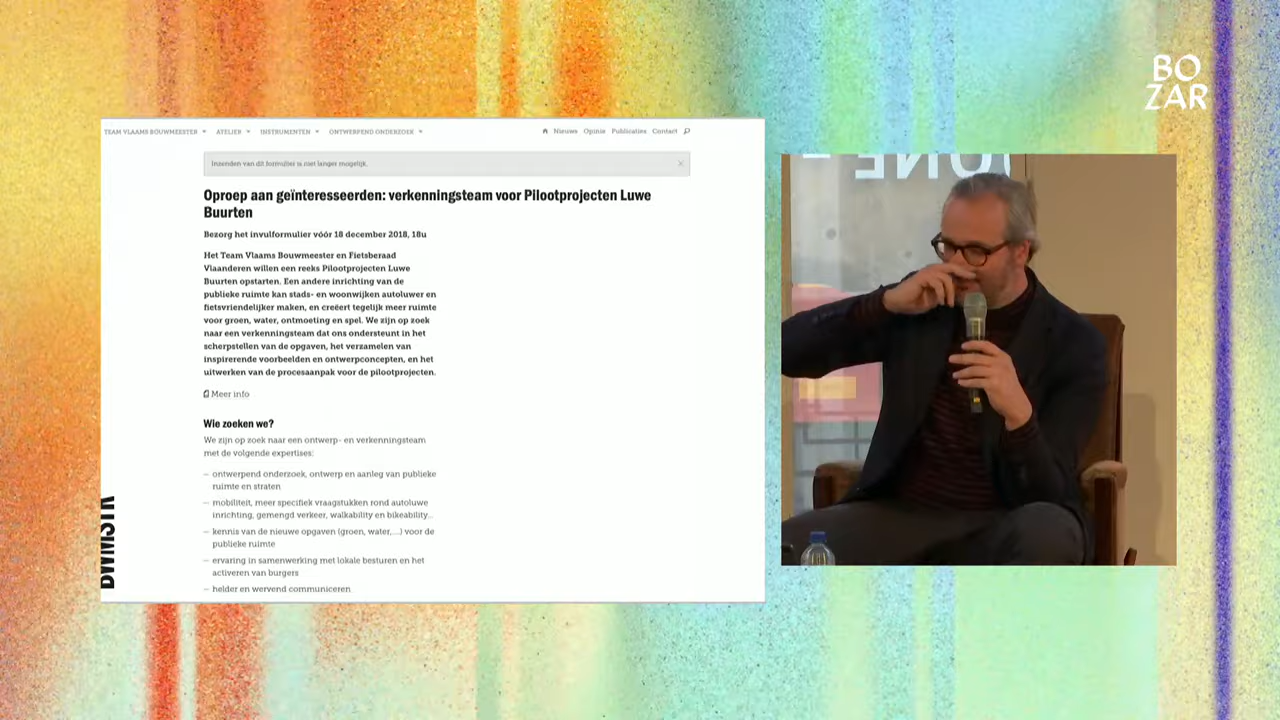 BO
ZAR
TEAM VLAAMS BOUWMEESTER ATELIER INSTRUMENTEN ONTWERPEND ONDERZOEK Nieuws Opinie Publicaties Contact
Inzenden van dit formulier is niet langer mogelijk.
Oproep aan geïnteresseerden: verkenningsteam voor Pilootprojecten Luwe
Buurten
Bezorg het invulformulier vóór 18 december 2018, 18u
Het Team Vlaams Bouwmeester en Fietsberaad
Vlaanderen willen een reeks Pilootprojecten Luwe
Buurten opstarten. Een andere inrichting van de
publieke ruimte kan stads- en woonwijken autoluwer en
fietsvriendelijker maken, en creëert tegelijk meer ruimte
voor groen, water, ontmoeting en spel. We zijn op zoek
naar een verkenningsteam dat ons ondersteunt in het
scherpstellen van de opgaven, het verzamelen van
inspirerende voorbeelden en ontwerpconcepten, en het
uitwerken van de procesaanpak voor de pilootprojecten.
Meer info
Wie zoeken we?
We zijn op zoek naar een ontwerp- en verkenningsteam
met de volgende expertises:
– ontwerpend onderzoek, ontwerp en aanleg van publieke
ruimte en straten
– mobiliteit, meer specifiek vraagstukken rond autoluwe
inrichting, gemengd verkeer, walkability en bikeability...
– kennis van de nieuwe opgaven (groen, water,...) voor de
publieke ruimte
– ervaring in samenwerking met lokale besturen en het
activeren van burgers
– helder en wervend communiceren